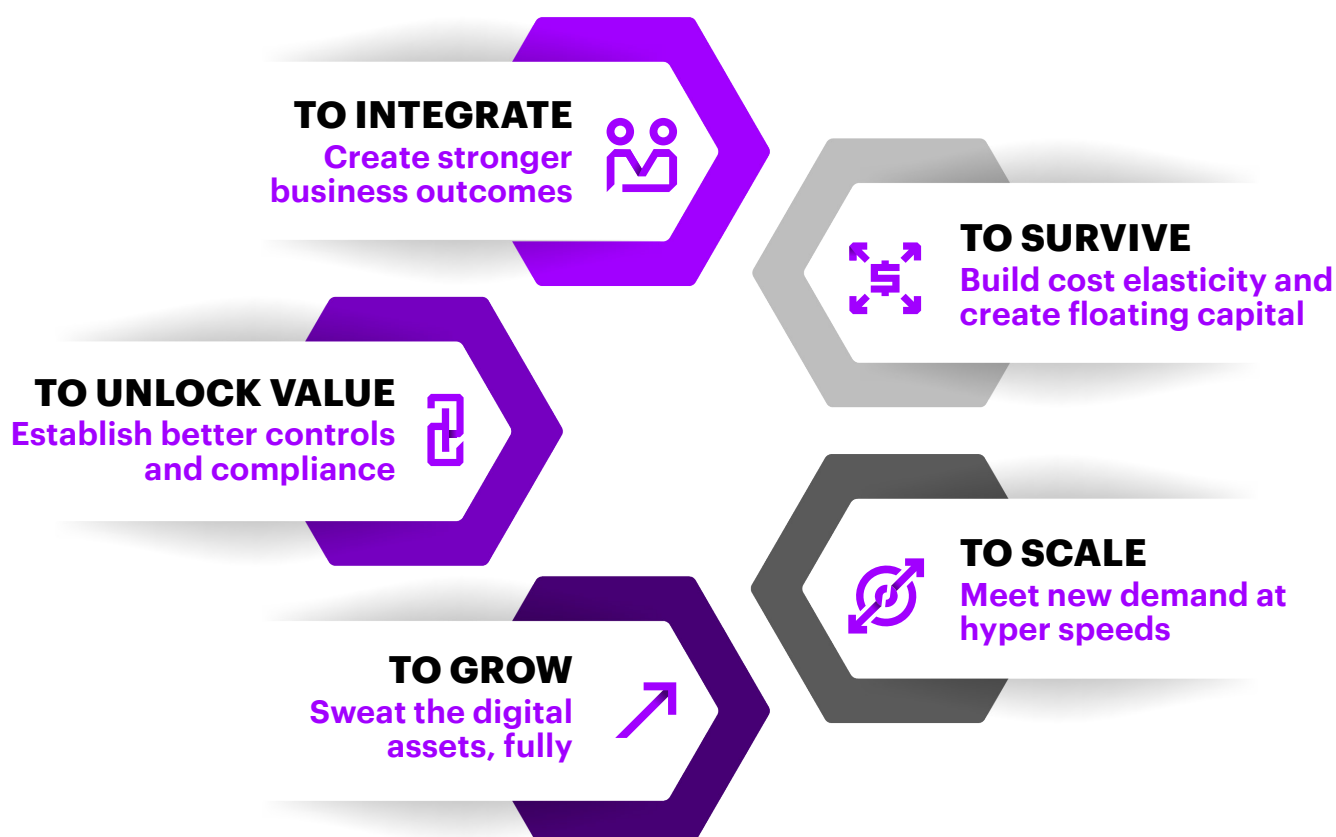 TO INTEGRATE
Create stronger
business outcomes
TO SURVIVE
Build cost elasticity and
create floating capital
TO UNLOCK VALUE
Establish better controls
and compliance
TO SCALE
Meet new demand at
hyper speeds
TO GROW
Sweat the digital
assets, fully